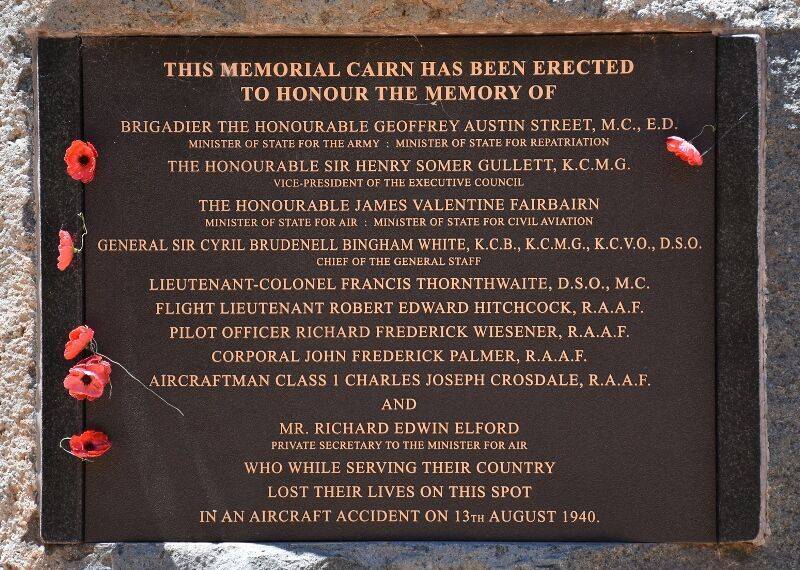 THIS MEMORIAL CAIRN HAS BEEN ERECTED
TO HONOUR THE MEMORY OF
BRIGADIER THE HONOURABLE GEOFFREY AUSTIN STREET, M.C., E.D.
MINISTER OF STATE FOR THE ARMY : MINISTER OF STATE FOR REPATRIATION
THE HONOURABLE SIR HENRY SOMER GULLETT, K.C.M.G.
VICE-PRESIDENT OF THE EXECUTIVE COUNCIL
THE HONOURABLE JAMES VALENTINE FAIRBAIRN
MINISTER OF STATE FOR AIR : MINISTER OF STATE FOR CIVIL AVIATION
GENERAL SIR CYRIL BRUDENELL BINGHAM WHITE, K.C.B., K.C.M.G., K.C.V.O., D.S.O.
CHIEF OF THE GENERAL STAFF
LIEUTENANT-COLONEL FRANCIS THORNTHWAITE, D.S.O., M.C.
FLIGHT LIEUTENANT ROBERT EDWARD HITCHCOCK, R.A.A.F.
PILOT OFFICER RICHARD FREDERICK WIESENER, R.A.A.F.
CORPORAL JOHN FREDERICK PALMER, R.A.A.F.
AIRCRAFTMAN CLASS 1 CHARLES JOSEPH CROSDALE, R.A.A.F.
AND
MR. RICHARD EDWIN ELFORD
PRIVATE SECRETARY TO THE MINISTER FOR AIR
WHO WHILE SERVING THEIR COUNTRY
LOST THEIR LIVES ON THIS SPOT
IN AN AIRCRAFT ACCIDENT ON 13TH AUGUST 1940.